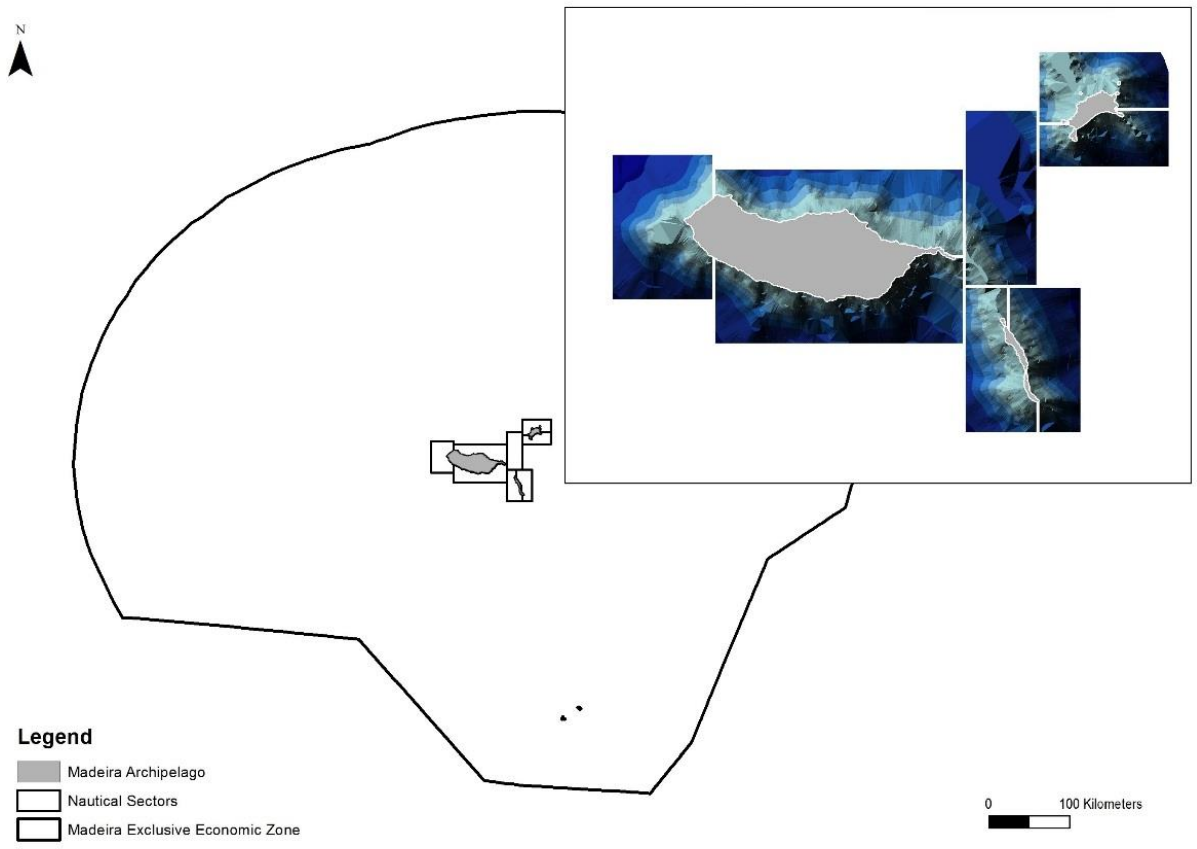 N
Legend
Madeira Archipelago
Nautical Sectors
Madeira Exclusive Economic Zone
0 100 Kilometers